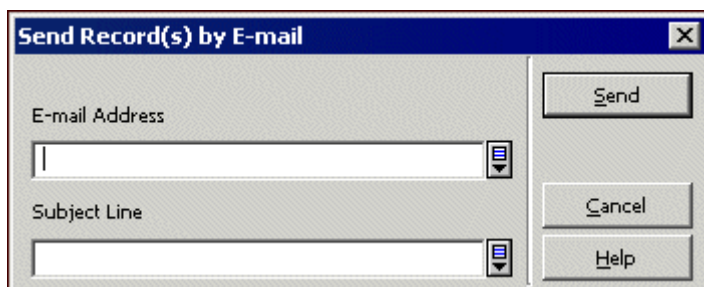 Send Record(s) by E-mail
E-mail Address
Send
Subject Line
Cancel
Help